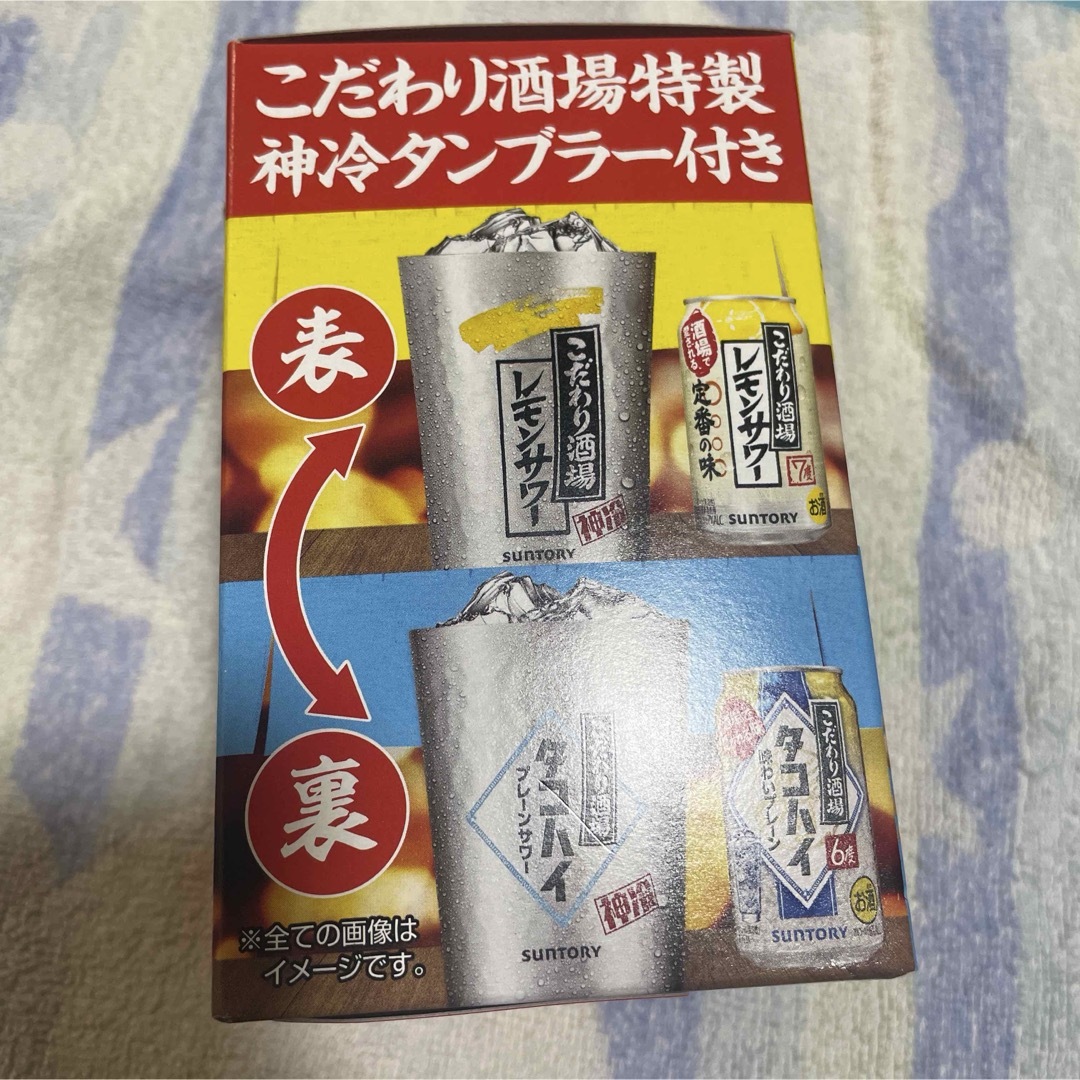 こだわり酒場特製
神冷タンブラー付き
表
こだわり酒場
レモンサワー
神冷
SUNTORY
酒場で
愛される、
定番の味
こだわり酒場
レモンサワー
7度
お酒
SUNTORY
裏
こだわり酒場
タコハイ
プレーンサワー
神冷
SUNTORY
こだわり酒場
タコハイ
味わいプレーン
6度
お酒
SUNTORY
※全ての画像は
イメージです。